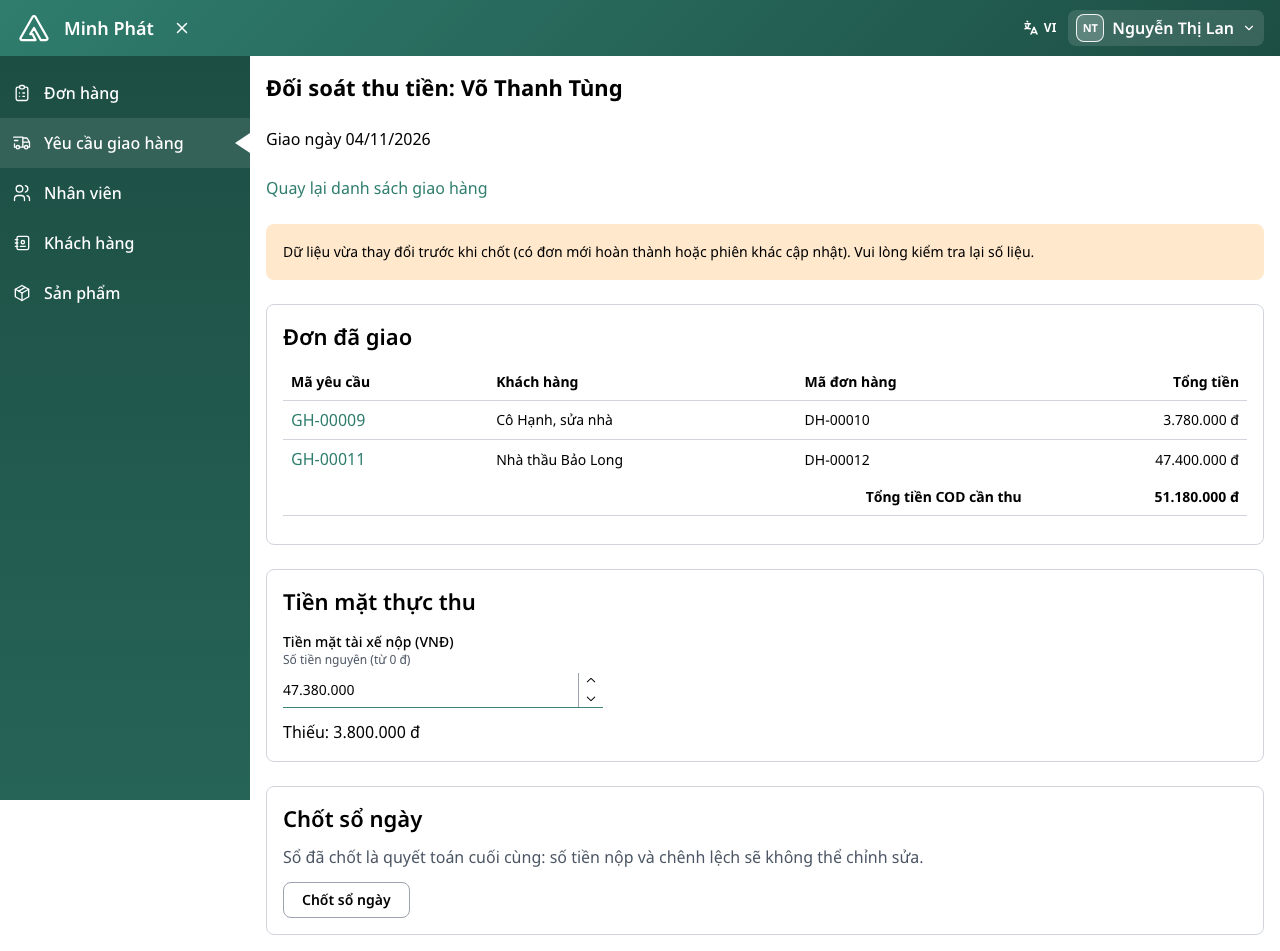 Minh Phát
VI
NT
Nguyễn Thị Lan
Đơn hàng
Yêu cầu giao hàng
Nhân viên
Khách hàng
Sản phẩm
Đối soát thu tiền: Võ Thanh Tùng
Giao ngày 04/11/2026
Quay lại danh sách giao hàng
Dữ liệu vừa thay đổi trước khi chốt (có đơn mới hoàn thành hoặc phiên khác cập nhật). Vui lòng kiểm tra lại số liệu.
Đơn đã giao
Mã yêu cầu Khách hàng Mã đơn hàng Tổng tiền
GH-00009 Cô Hạnh, sửa nhà DH-00010 3.780.000 đ
GH-00011 Nhà thầu Bảo Long DH-00012 47.400.000 đ
Tổng tiền COD cần thu 51.180.000 đ
Tiền mặt thực thu
Tiền mặt tài xế nộp (VNĐ)
Số tiền nguyên (từ 0 đ)
47.380.000
Thiếu: 3.800.000 đ
Chốt sổ ngày
Sổ đã chốt là quyết toán cuối cùng: số tiền nộp và chênh lệch sẽ không thể chỉnh sửa.
Chốt sổ ngày